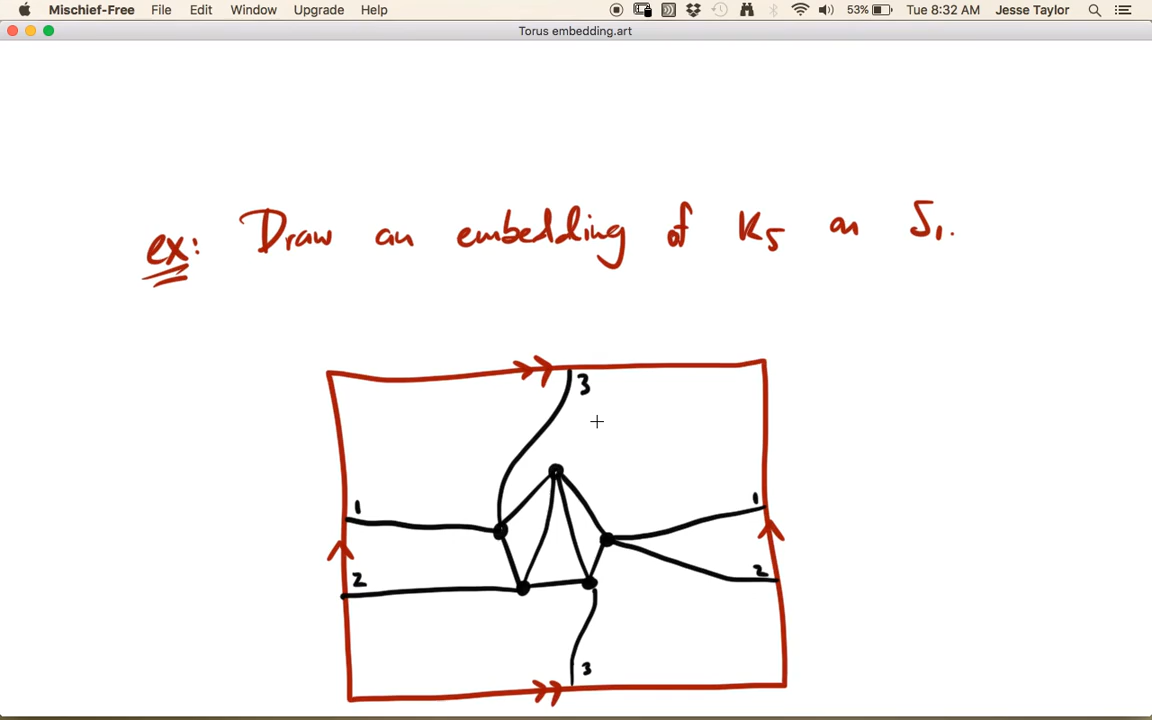 Mischief-Free File Edit Window Upgrade Help 53% Tue 8:32 AM Jesse Taylor
Torus embedding.art
ex: Draw an embedding of K5 on S1.
3
1 1
2 2
3